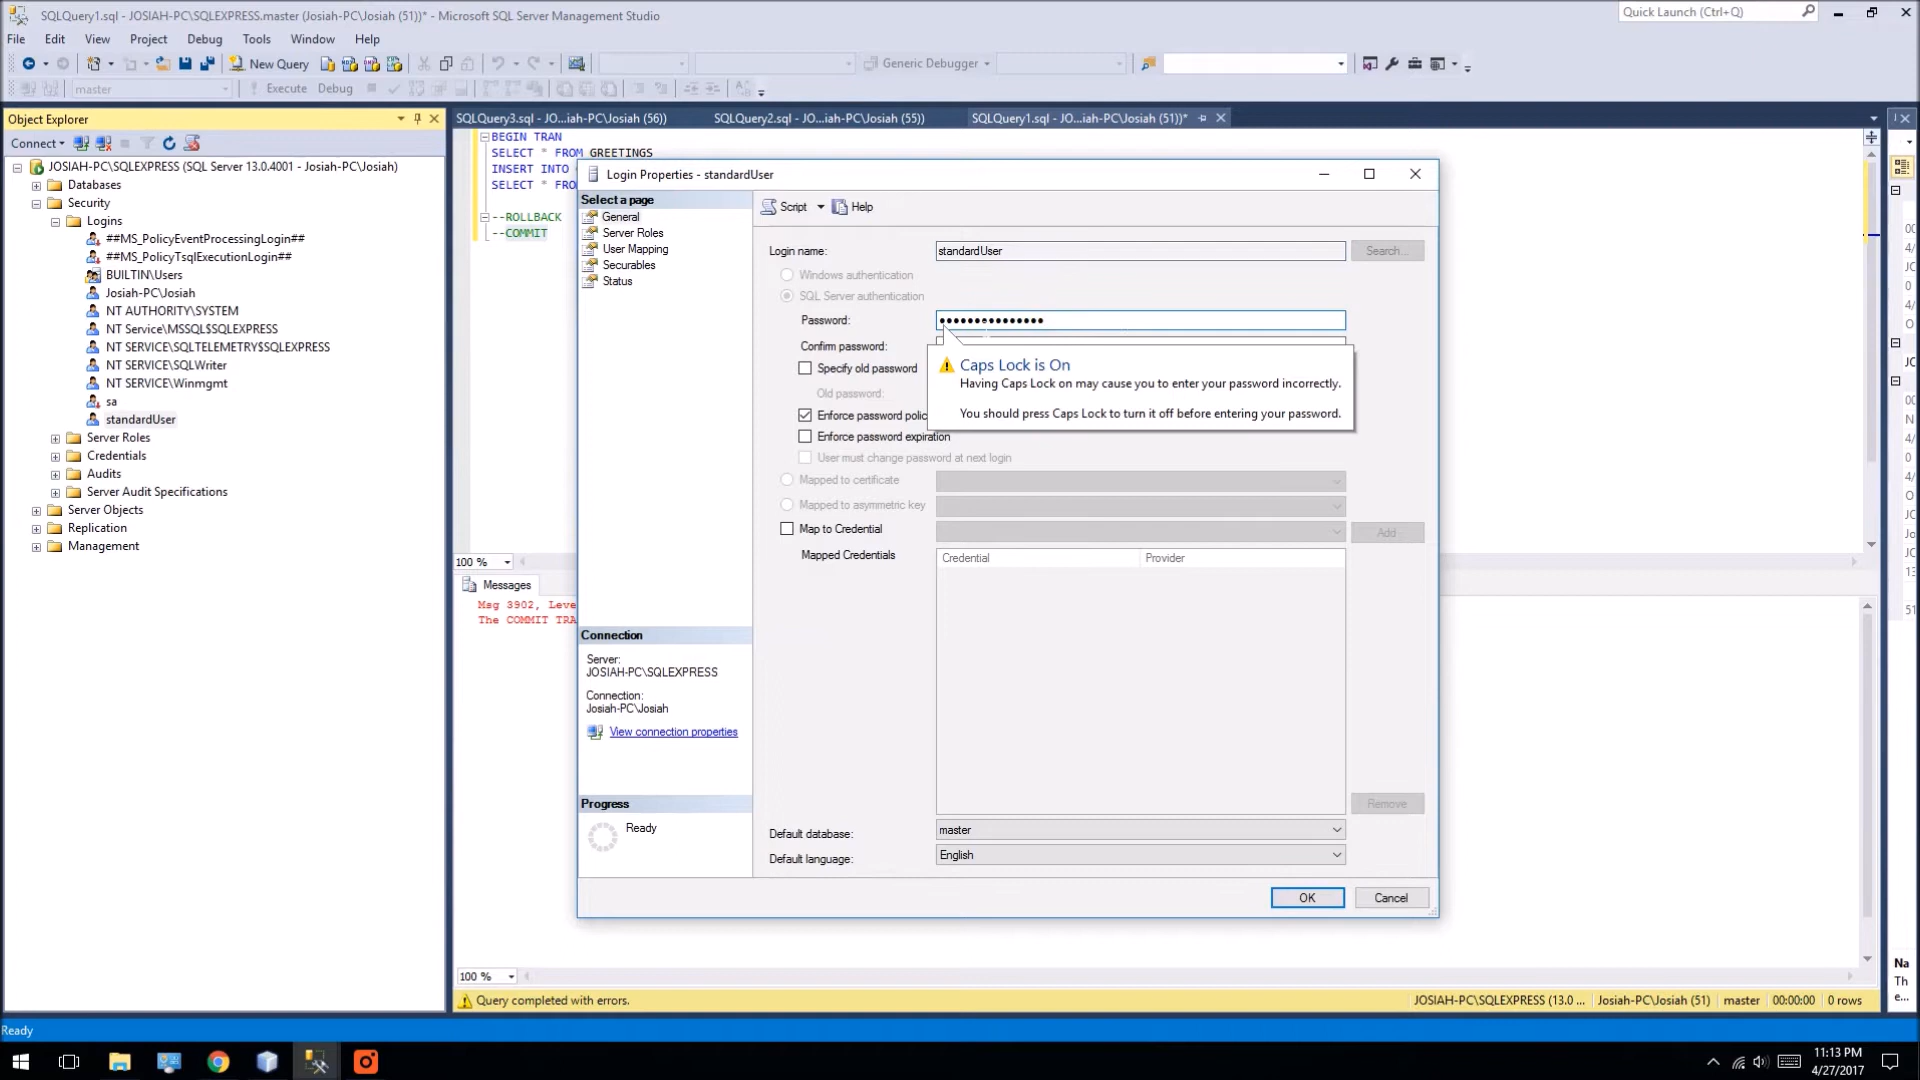 SQLQuery1.sql - JOSIAH-PC\SQLEXPRESS.master (Josiah-PC\Josiah (51))* - Microsoft SQL Server Management Studio
Quick Launch (Ctrl+Q)
File Edit View Project Debug Tools Window Help
New Query
Generic Debugger
master
Execute Debug
Object Explorer
SQLQuery3.sql - JO...iah-PC\Josiah (56))
SQLQuery2.sql - JO...iah-PC\Josiah (55))
SQLQuery1.sql - JO...iah-PC\Josiah (51))*
Connect
JOSIAH-PC\SQLEXPRESS (SQL Server 13.0.4001 - Josiah-PC\Josiah)
Databases
Security
Logins
##MS_PolicyEventProcessingLogin##
##MS_PolicyTsqlExecutionLogin##
BUILTIN\Users
Josiah-PC\Josiah
NT AUTHORITY\SYSTEM
NT Service\MSSQL$SQLEXPRESS
NT SERVICE\SQLTELEMETRY$SQLEXPRESS
NT SERVICE\SQLWriter
NT SERVICE\Winmgmt
sa
standardUser
Server Roles
Credentials
Audits
Server Audit Specifications
Server Objects
Replication
Management
BEGIN TRAN
SELECT * FROM GREETINGS
INSERT INTO
SELECT * FRO
--ROLLBACK
--COMMIT
100 %
Messages
Msg 3902, Leve
The COMMIT TRA
100 %
Login Properties - standardUser
Select a page
General
Server Roles
User Mapping
Securables
Status
Connection
Server:
JOSIAH-PC\SQLEXPRESS
Connection:
Josiah-PC\Josiah
View connection properties
Progress
Ready
Script Help
Login name: standardUser Search...
Windows authentication
SQL Server authentication
Password: •••••••••••••••
Confirm password:
Specify old password
Old password:
Enforce password polic
Enforce password expiration
User must change password at next login
Caps Lock is On
Having Caps Lock on may cause you to enter your password incorrectly.
You should press Caps Lock to turn it off before entering your password.
Mapped to certificate
Mapped to asymmetric key
Map to Credential Add
Mapped Credentials Credential Provider
Remove
Default database: master
Default language: English
OK Cancel
Na
Th
e...
Query completed with errors.
JOSIAH-PC\SQLEXPRESS (13.0 ... Josiah-PC\Josiah (51) master 00:00:00 0 rows
Ready
11:13 PM
4/27/2017